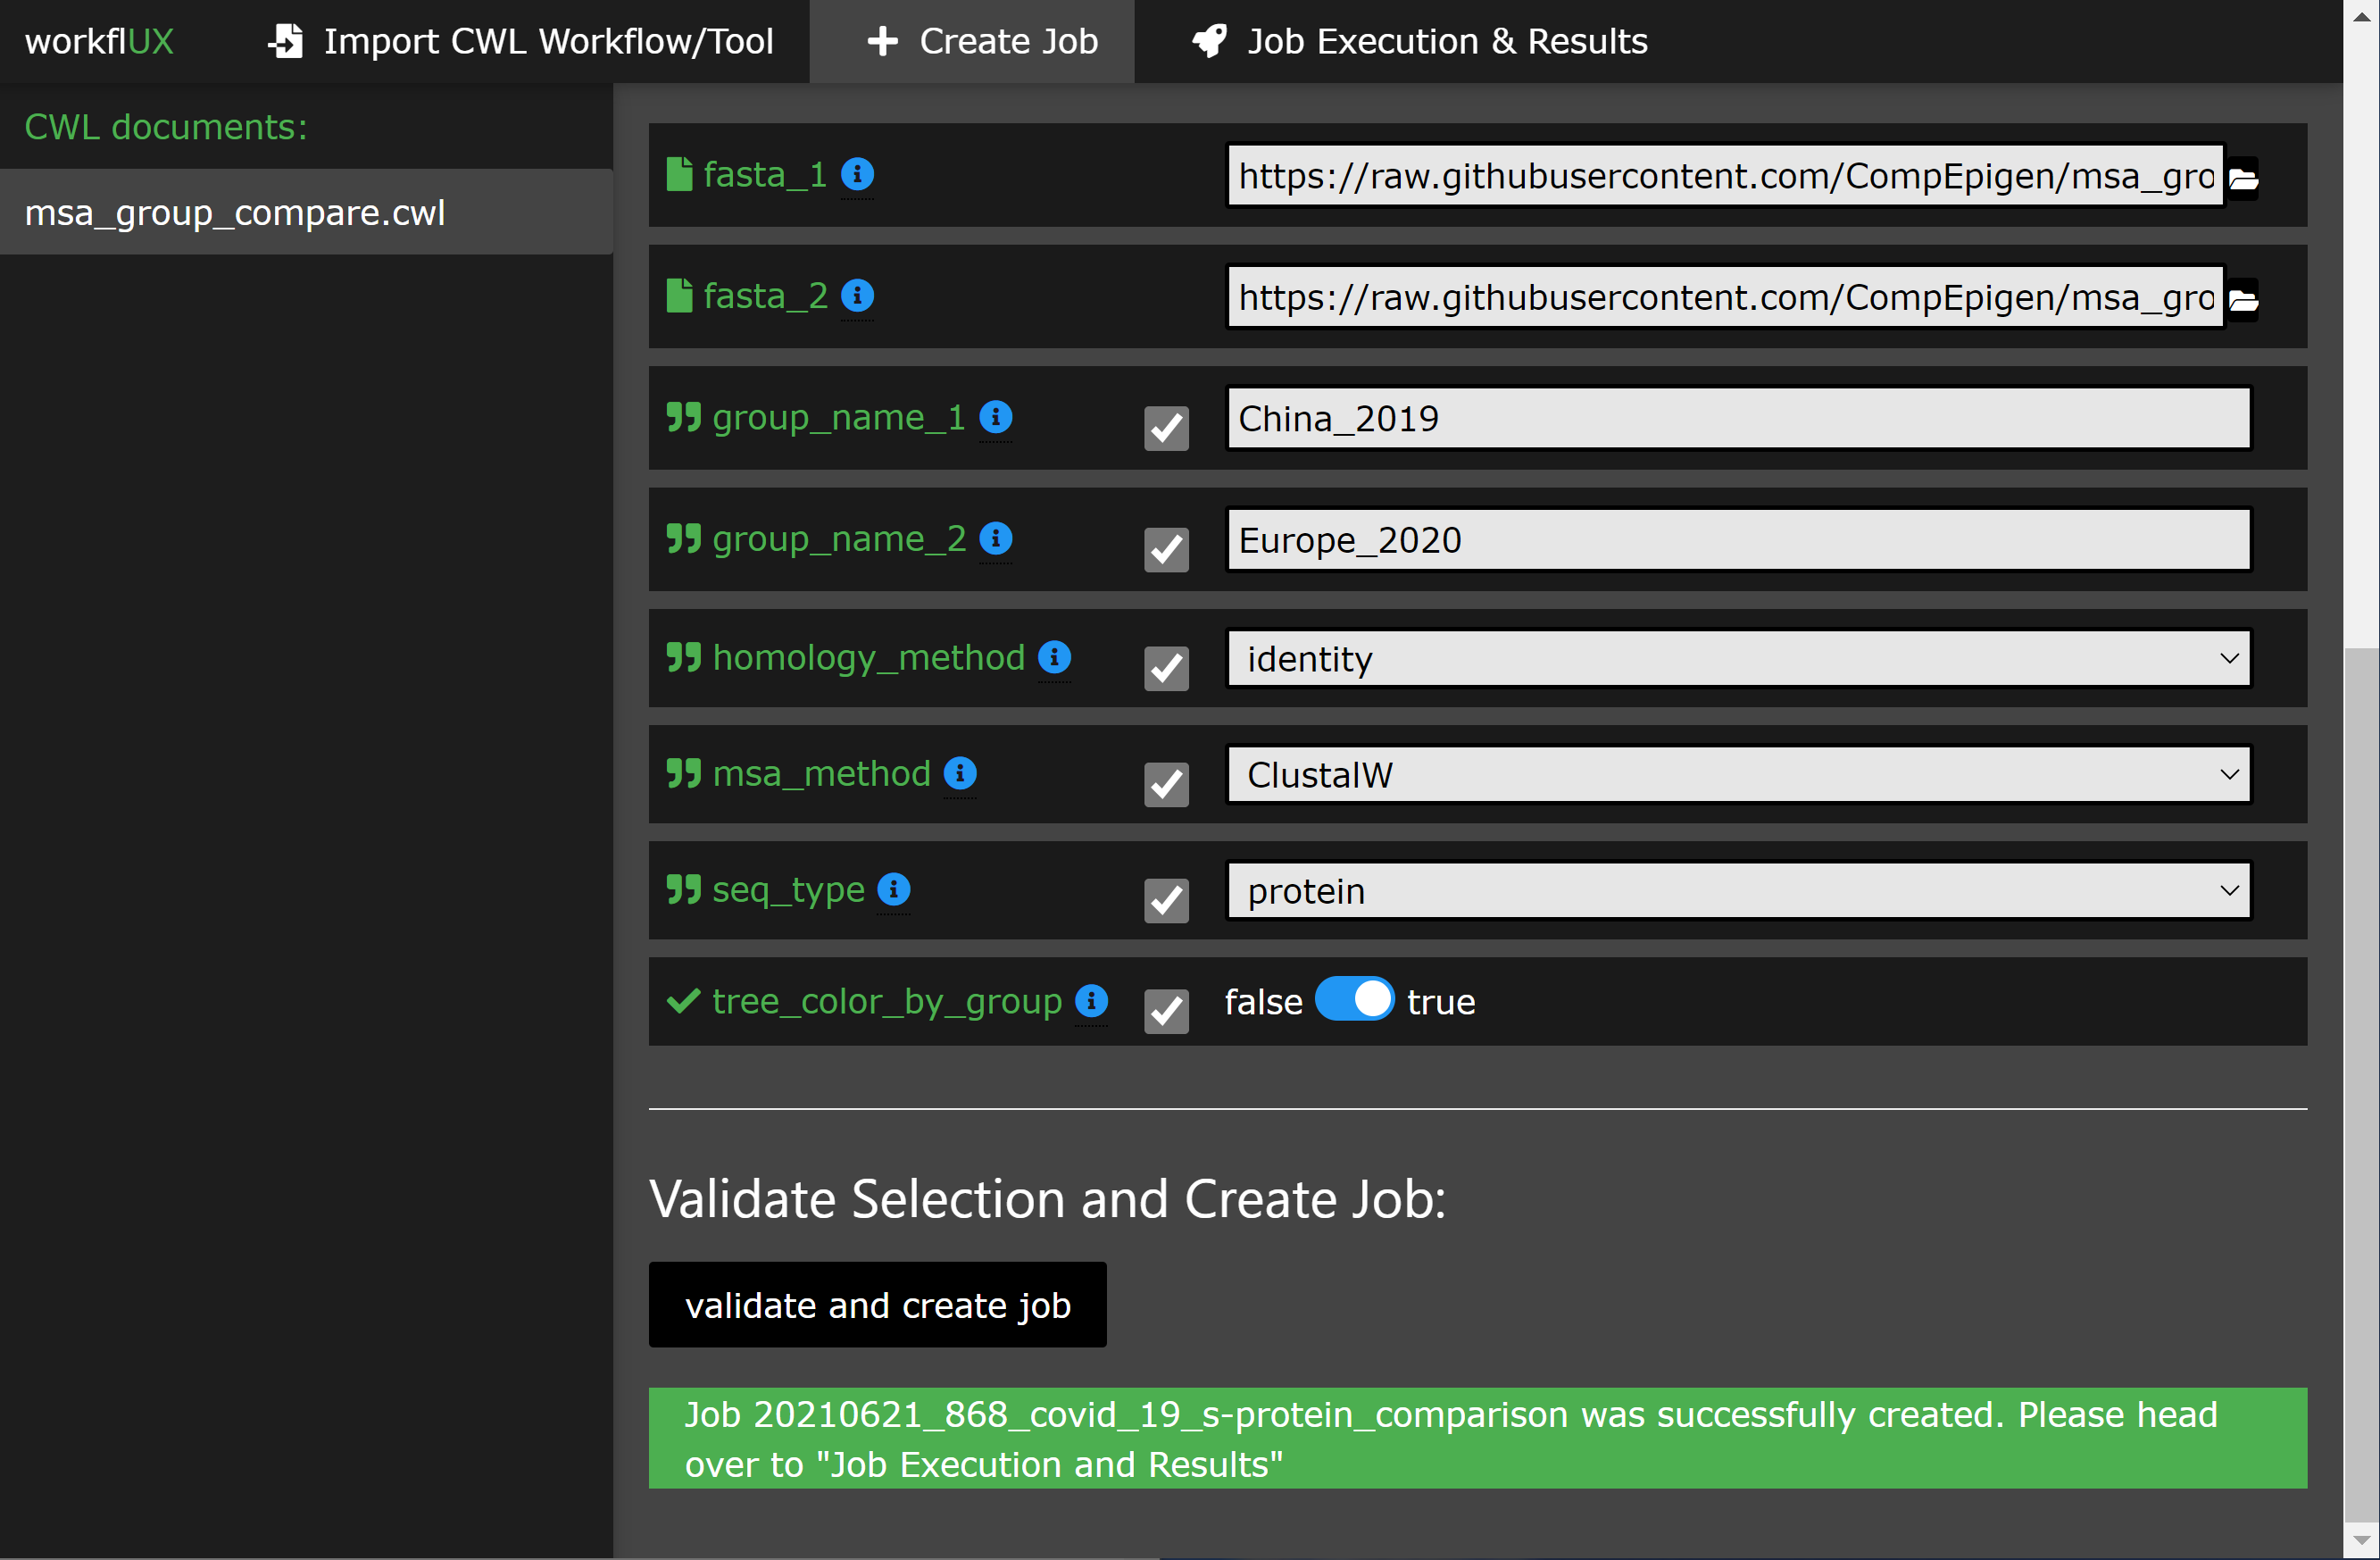 workflUX Import CWL Workflow/Tool Create Job Job Execution & Results
CWL documents:
msa_group_compare.cwl
fasta_1 https://raw.githubusercontent.com/CompEpigen/msa_gro
fasta_2 https://raw.githubusercontent.com/CompEpigen/msa_gro
group_name_1 China_2019
group_name_2 Europe_2020
homology_method identity
msa_method ClustalW
seq_type protein
tree_color_by_group false true
Validate Selection and Create Job:
validate and create job
Job 20210621_868_covid_19_s-protein_comparison was successfully created. Please head
over to "Job Execution and Results"